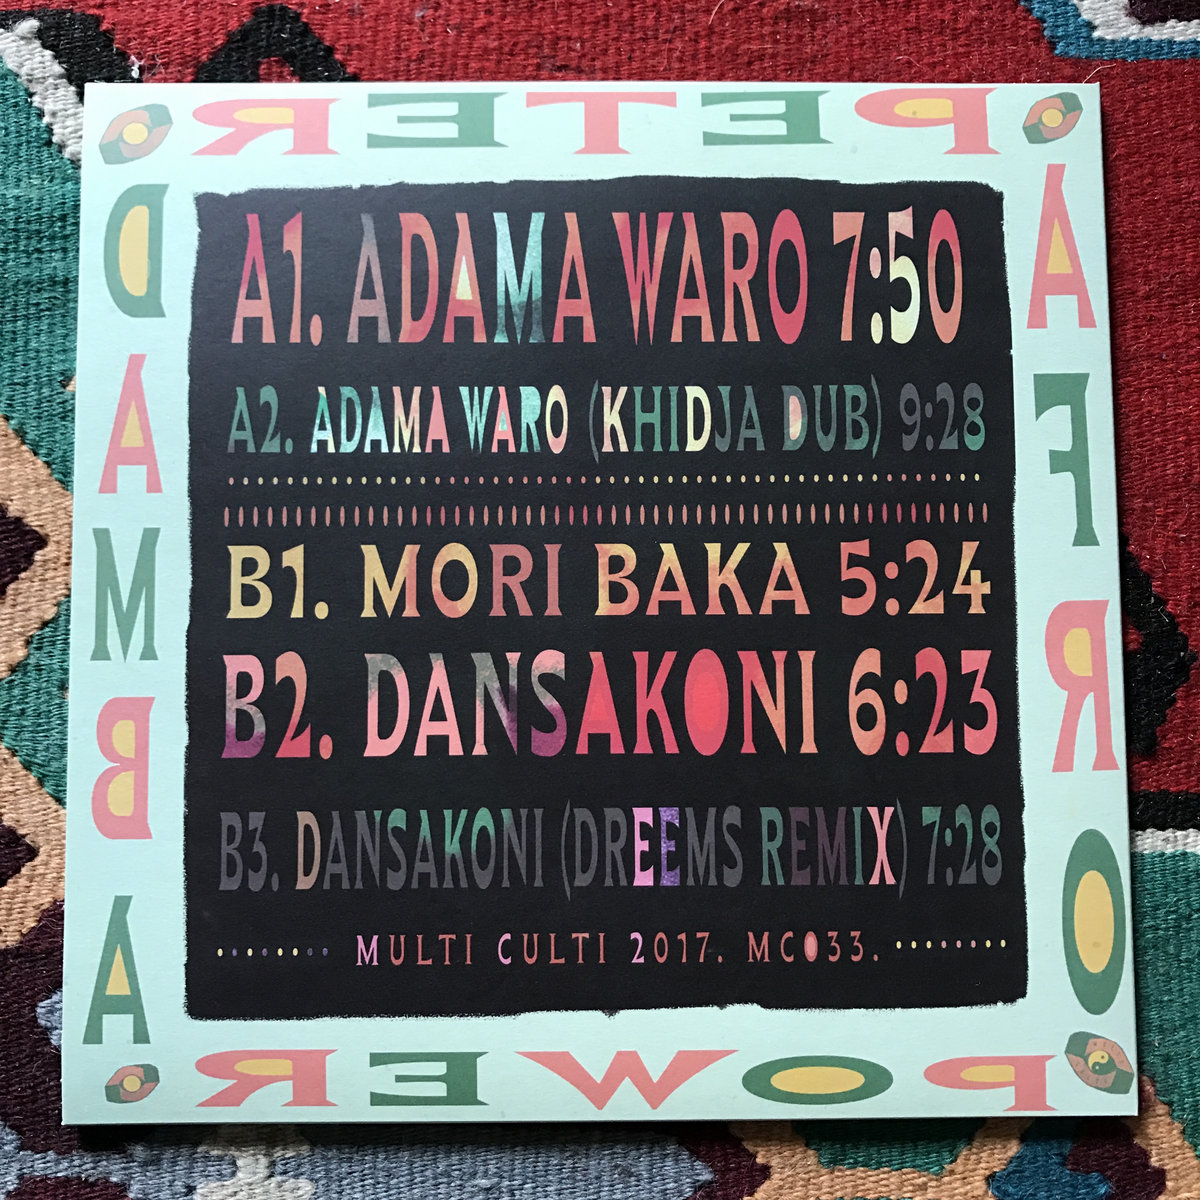 PETER
DAMBA
AFRO
A1. ADAMA WARO 7:50
A2. ADAMA WARO (KHIDJA DUB) 9:28
B1. MORI BAKA 5:24
B2. DANSAKONI 6:23
B3. DANSAKONI (DREEMS REMIX) 7:28
MULTI CULTI 2017. MC033.
POWER